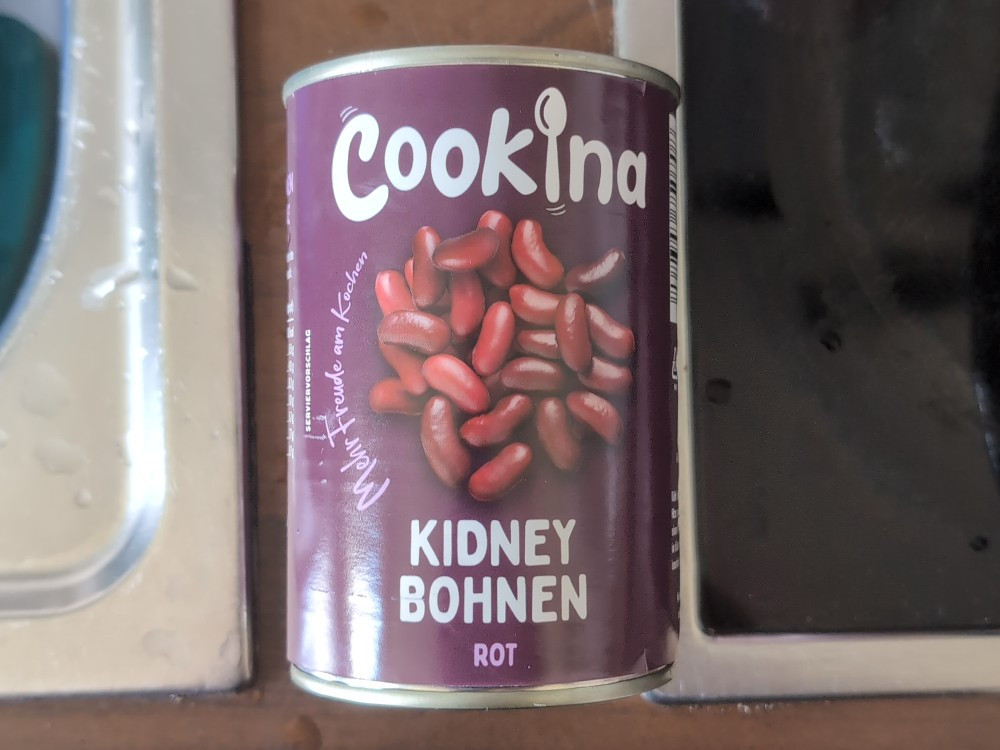 Cookina
Mehr Freude am Kochen
SERVIERVORSCHLAG
KIDNEY
BOHNEN
ROT